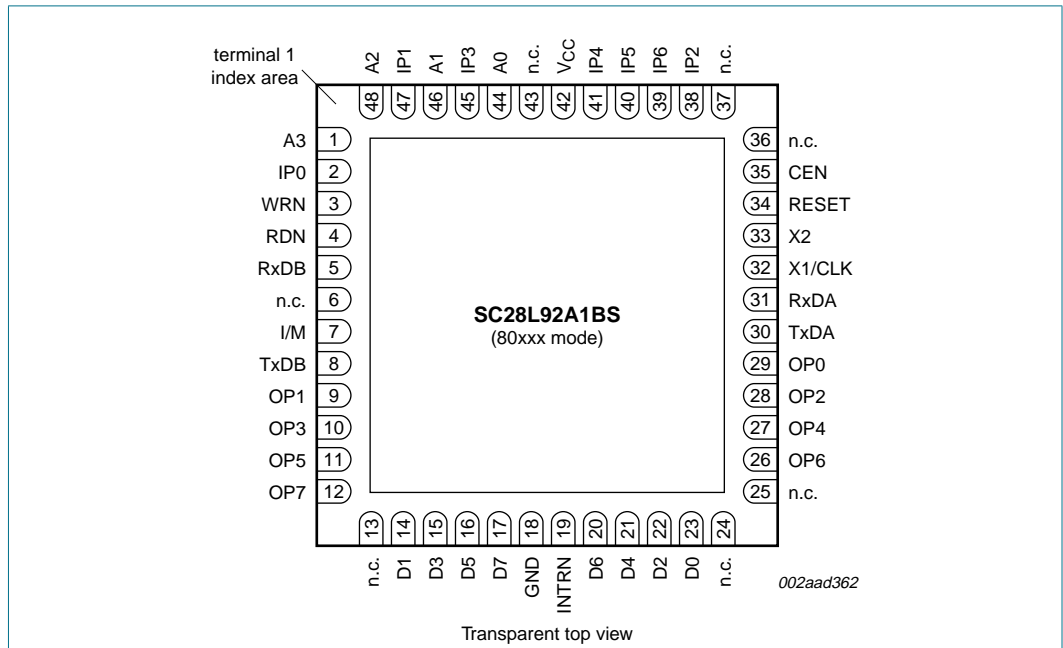 terminal 1
index area
A2 IP1 A1 IP3 A0 n.c. VCC IP4 IP5 IP6 IP2 n.c.
48 47 46 45 44 43 42 41 40 39 38 37
A3 1 36 n.c.
IP0 2 35 CEN
WRN 3 34 RESET
RDN 4 33 X2
RxDB 5 32 X1/CLK
n.c. 6 31 RxDA
I/M 7 30 TxDA
TxDB 8 29 OP0
OP1 9 28 OP2
OP3 10 27 OP4
OP5 11 26 OP6
OP7 12 25 n.c.
SC28L92A1BS
(80xxx mode)
13 14 15 16 17 18 19 20 21 22 23 24
n.c. D1 D3 D5 D7 GND INTRN D6 D4 D2 D0 n.c.
002aad362
Transparent top view